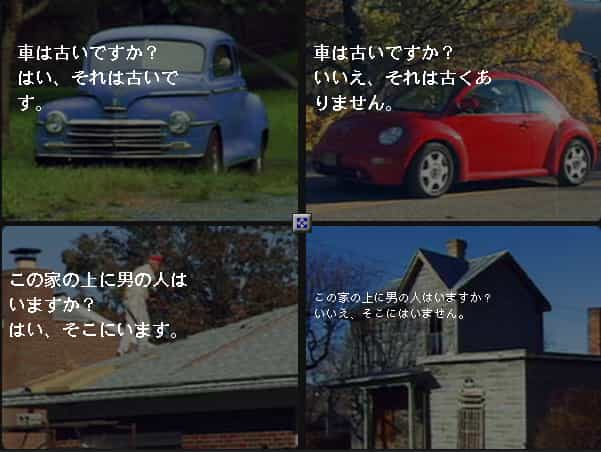 車は古いですか？
はい、それは古いで
す。
車は古いですか？
いいえ、それは古くあ
りません。
この家の上に男の人は
いますか？
はい、そこにいます。
この家の上に男の人はいますか？
いいえ、そこにはいません。